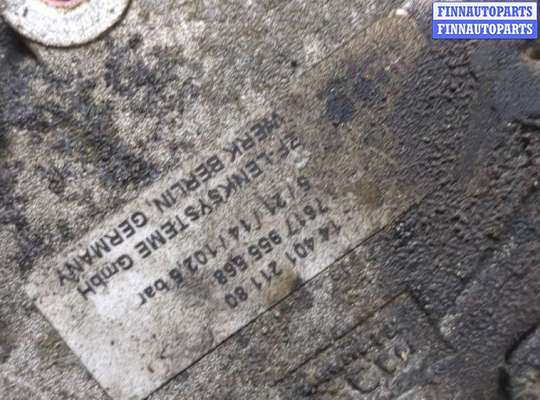 FINNAUTOPARTS
FINNAUTOPARTS
ZF-LENKSYSTEME GmbH
WERK BERLIN, GERMANY
5/21/14/102,5 bar
7617 955 568
14 401 211 80